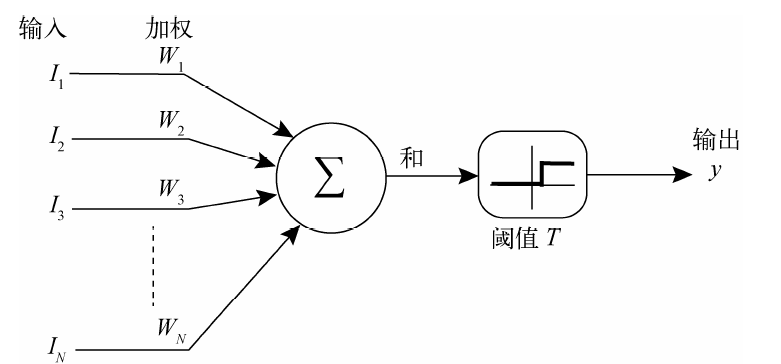 输入 加权
I1 W1
I2 W2
I3 W3
IN WN
Σ
和
阈值 T
输出
y